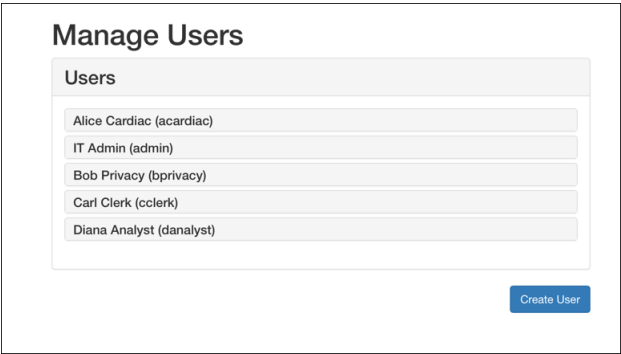 Manage Users
Users
Alice Cardiac (acardiac)
IT Admin (admin)
Bob Privacy (bprivacy)
Carl Clerk (cclerk)
Diana Analyst (danalyst)
Create User